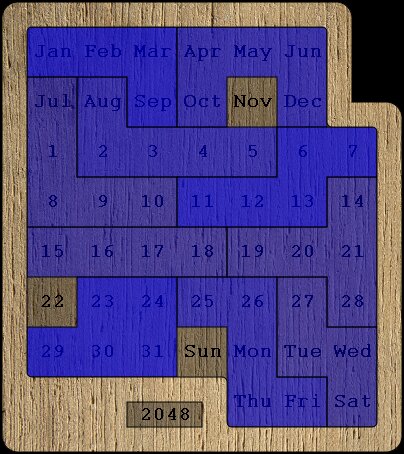 Jan Feb Mar Apr May Jun
Jul Aug Sep Oct Nov Dec
1 2 3 4 5 6 7
8 9 10 11 12 13 14
15 16 17 18 19 20 21
22 23 24 25 26 27 28
29 30 31 Sun Mon Tue Wed
Thu Fri Sat
2048